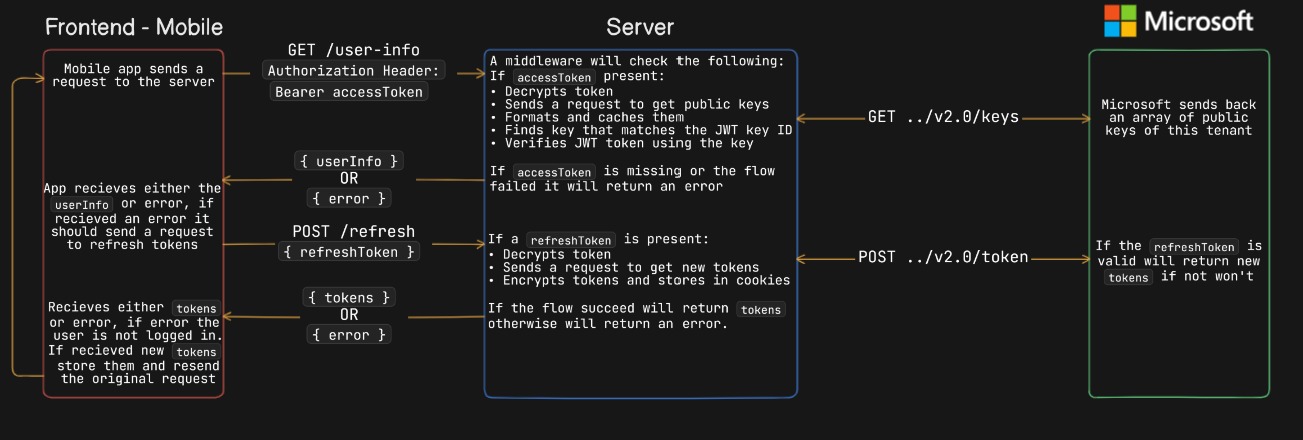 Frontend - Mobile
Server
Microsoft
Mobile app sends a
request to the server
GET /user-info
Authorization Header:
Bearer accessToken
A middleware will check the following:
If accessToken present:
• Decrypts token
• Sends a request to get public keys
• Formats and caches them
• Finds key that matches the JWT key ID
• Verifies JWT token using the key
If accessToken is missing or the flow
failed it will return an error
GET ../v2.0/keys
Microsoft sends back
an array of public
keys of this tenant
{ userInfo }
OR
{ error }
App recieves either the
userInfo or error, if
recieved an error it
should send a request
to refresh tokens
POST /refresh
{ refreshToken }
If a refreshToken is present:
• Decrypts token
• Sends a request to get new tokens
• Encrypts tokens and stores in cookies
If the flow succeed will return tokens
otherwise will return an error.
POST ../v2.0/token
If the refreshToken is
valid will return new
tokens if not won't
{ tokens }
OR
{ error }
Recieves either tokens
or error, if error the
user is not logged in.
If recieved new tokens
store them and resend
the original request